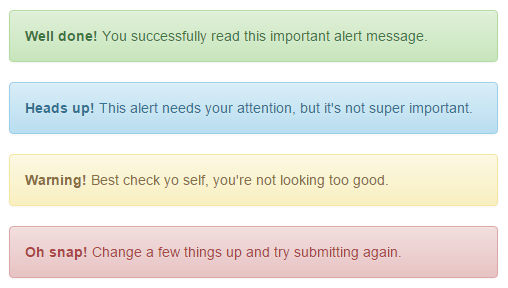 Well done! You successfully read this important alert message.
Heads up! This alert needs your attention, but it's not super important.
Warning! Best check yo self, you're not looking too good.
Oh snap! Change a few things up and try submitting again.